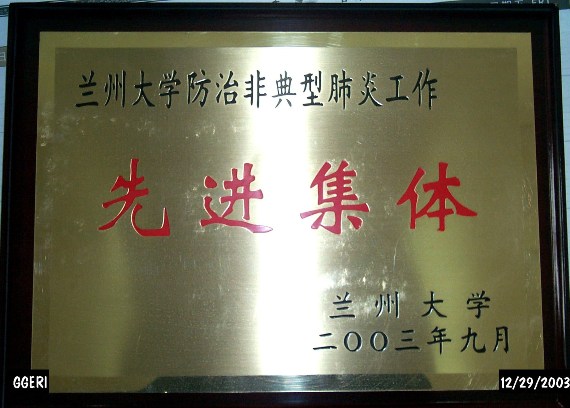 兰州大学防治非典型肺炎工作
先进集体
兰州大学
二〇〇三年九月
GGERI
12/29/2003